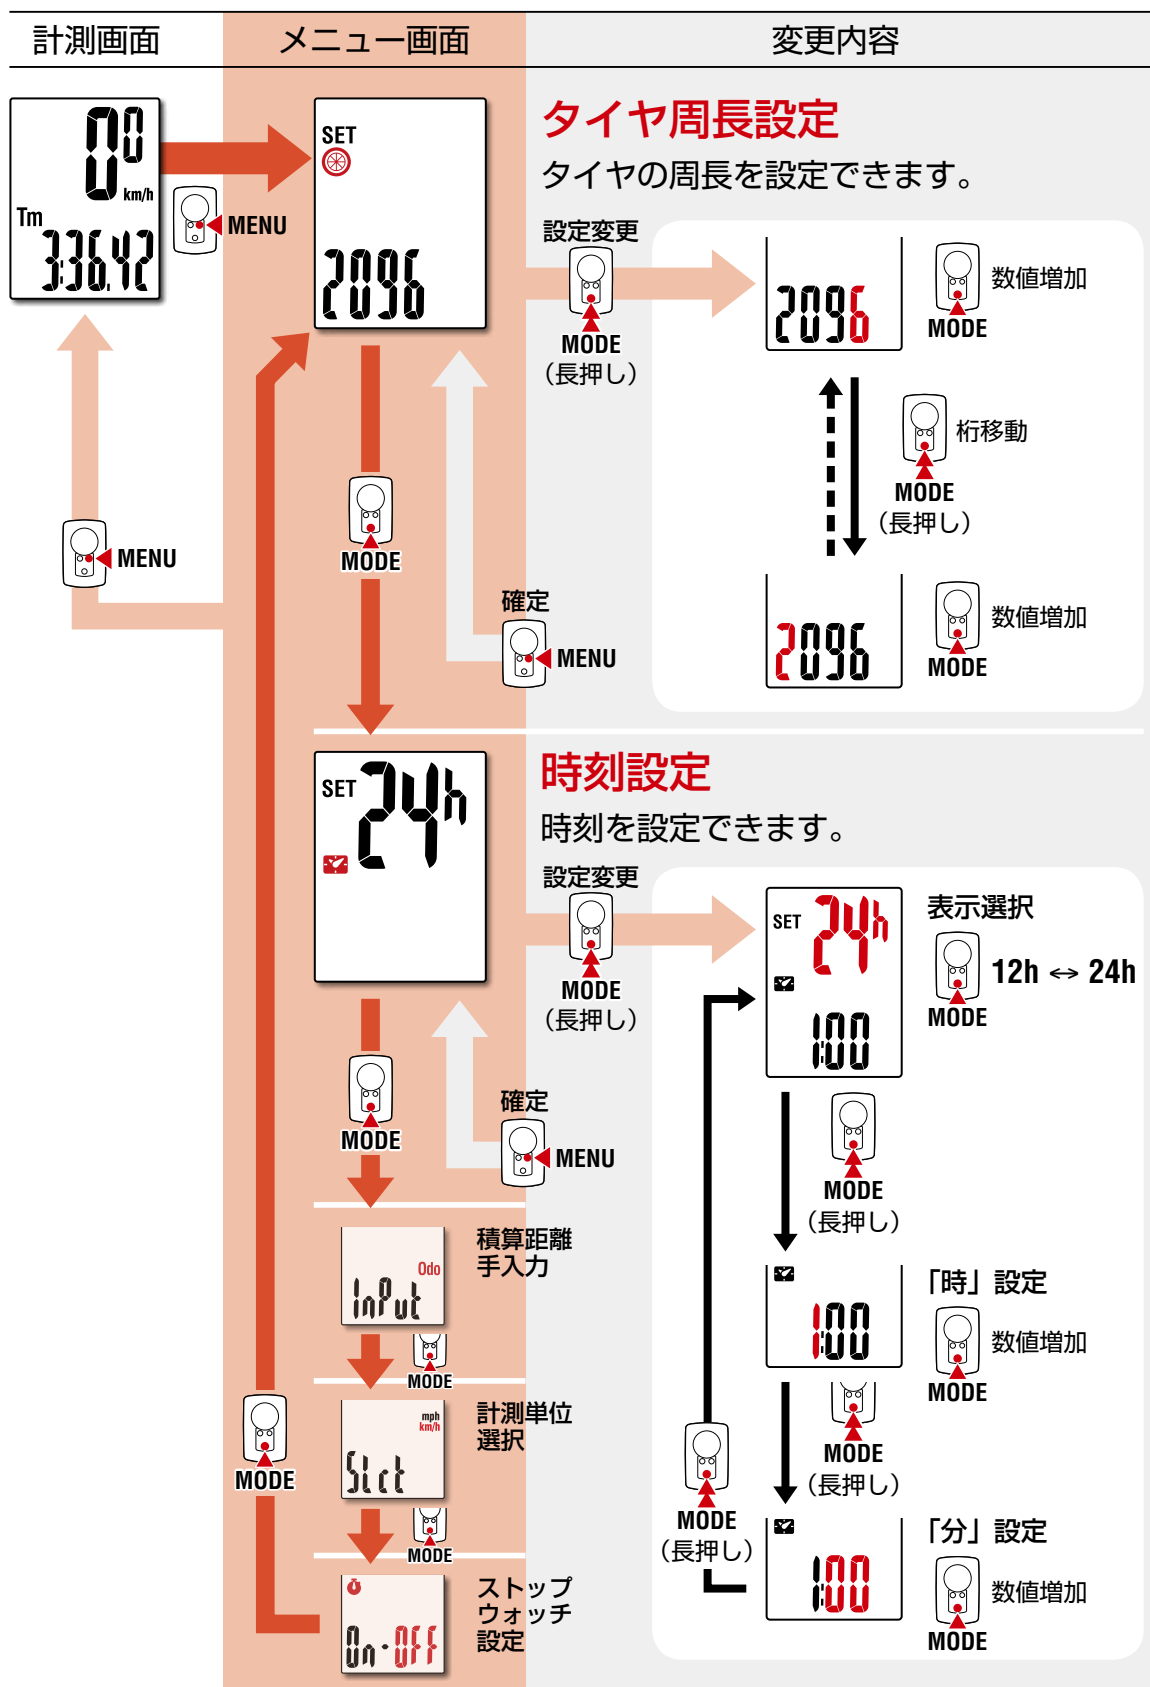 計測画面
メニュー画面
変更内容
0.0
km/h
Tm
3:36.42
MENU
SET
2096
タイヤ周長設定
タイヤの周長を設定できます。
設定変更
MODE
（長押し）
2096
数値増加
MODE
桁移動
MODE
（長押し）
2096
数値増加
MODE
MODE
MENU
確定
MENU
SET
24h
時刻設定
時刻を設定できます。
設定変更
MODE
（長押し）
SET
24h
1:00
表示選択
12h ↔ 24h
MODE
MODE
（長押し）
MODE
確定
MENU
1:00
「時」設定
数値増加
MODE
MODE
（長押し）
MODE
（長押し）
1:00
「分」設定
数値増加
MODE
Odo
InPut
積算距離
手入力
MODE
mph
km/h
Slct
計測単位
選択
MODE
MODE
On·OFF
ストップ
ウォッチ
設定